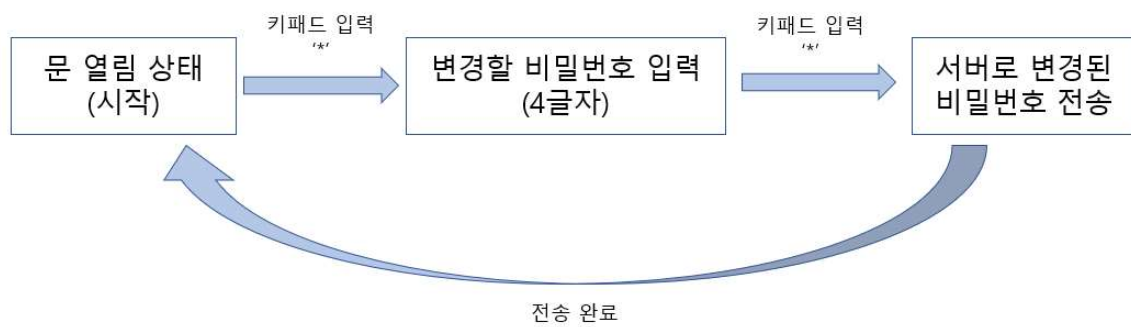 문 열림 상태
(시작)
키패드 입력
‘*’
변경할 비밀번호 입력
(4글자)
키패드 입력
‘*’
서버로 변경된
비밀번호 전송
전송 완료